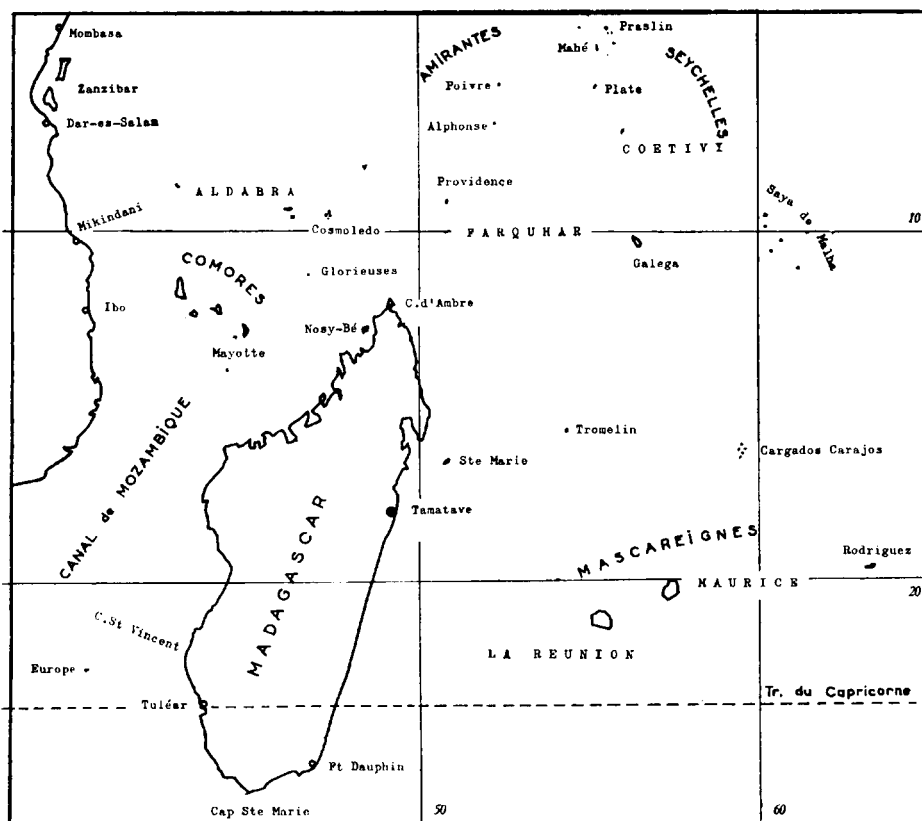 Mombasa
Praslin
AMIRANTES
Mahé
SEYCHELLES
Zanzibar
Poivre
Plate
Dar-es-Salam
Alphonse
COETIVY
Providence
ALDABRA
Saya de Malha
Mikindani
Cosmoledo
FARQUHAR
10
COMORES
Glorieuses
Galega
Ibo
C.d'Ambre
Nosy-Bé
Mayotte
CANAL de MOZAMBÏQUE
Tromelin
Cargados Carajos
Ste Marie
Tamatave
MADAGASCAR
MASCAREÏGNES
Rodriguez
MAURICE
20
C.St Vincent
LA REUNION
Europe
Tr. du Capricorne
Tuléar
Ft Dauphin
Cap Ste Marie
50
60